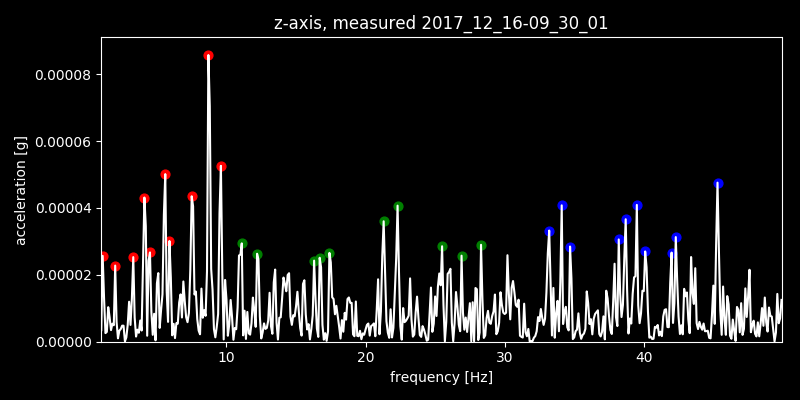 z-axis, measured 2017_12_16-09_30_01
0.00008
0.00006
0.00004
0.00002
0.00000
acceleration [g]
10 20 30 40
frequency [Hz]